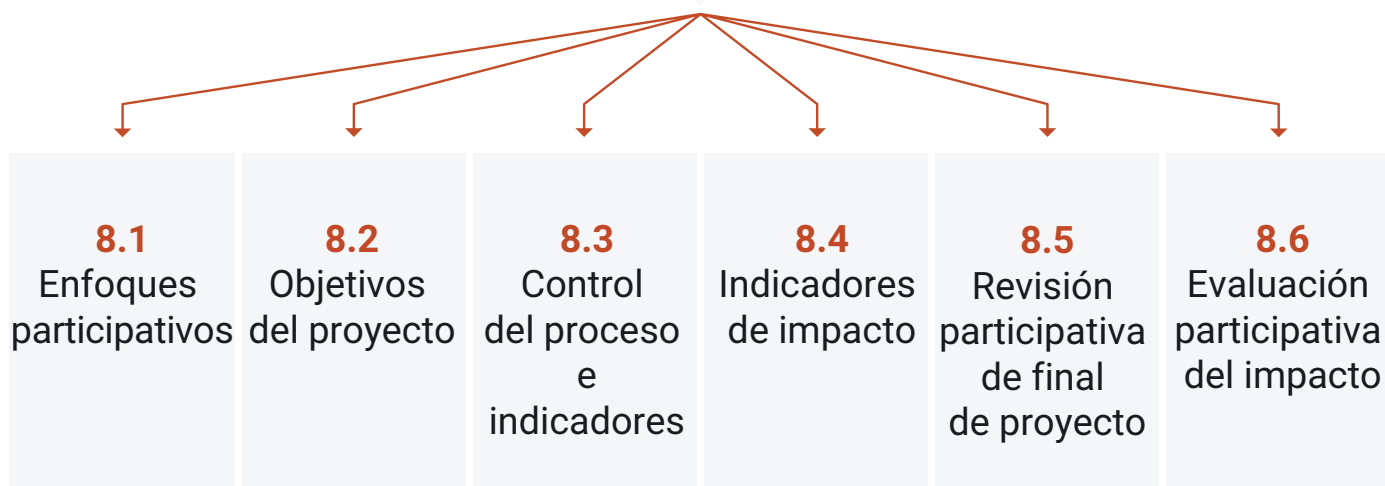 8.1
Enfoques
participativos
8.2
Objetivos
del proyecto
8.3
Control
del proceso
e
indicadores
8.4
Indicadores
de impacto
8.5
Revisión
participativa
de final
de proyecto
8.6
Evaluación
participativa
del impacto